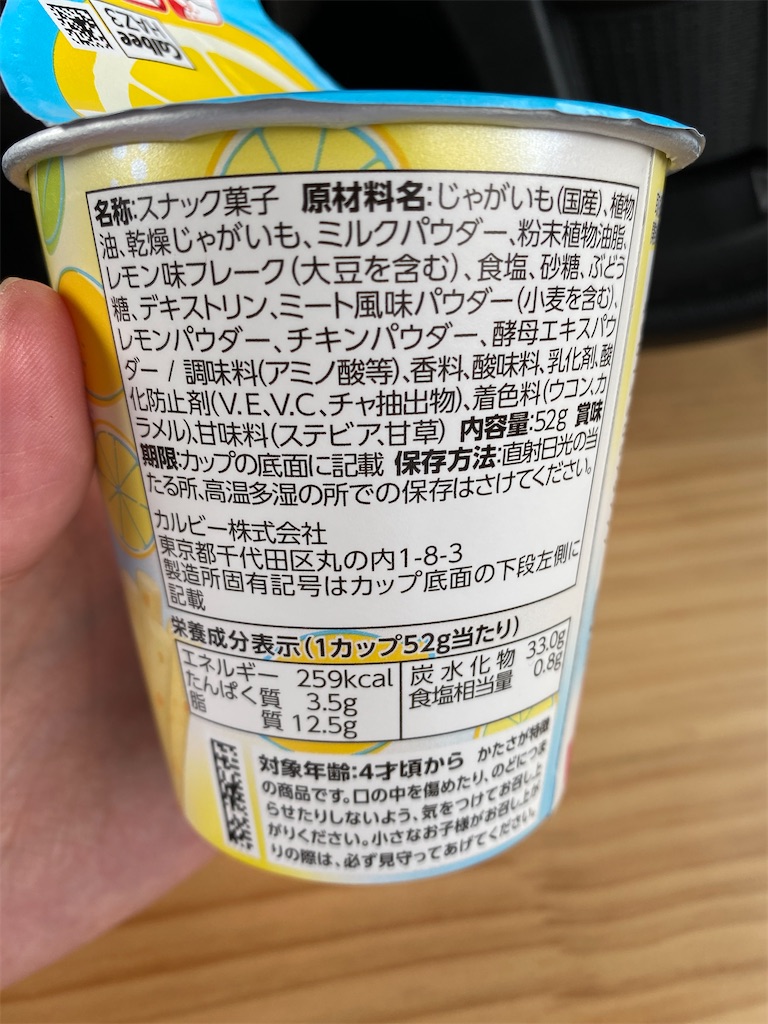 Calbee
HFZ3
名称:スナック菓子 原材料名:じゃがいも(国産)、植物
油、乾燥じゃがいも、ミルクパウダー、粉末植物油脂、
レモン味フレーク(大豆を含む)、食塩、砂糖、ぶどう
糖、デキストリン、ミート風味パウダー(小麦を含む)、
レモンパウダー、チキンパウダー、酵母エキスパウ
ダー / 調味料(アミノ酸等)、香料、酸味料、乳化剤、酸
化防止剤(V.E、V.C、チャ抽出物)、着色料(ウコン、カ
ラメル)、甘味料(ステビア、甘草) 内容量:52g 賞味
期限:カップの底面に記載 保存方法:直射日光の当
たる所、高温多湿の所での保存はさけてください。
カルビー株式会社
東京都千代田区丸の内1-8-3
製造所固有記号はカップ底面の下段左側に
記載
栄養成分表示(1カップ52g当たり)
エネルギー 259kcal 炭水化物 33.0g
たんぱく質 3.5g 食塩相当量 0.8g
脂質 12.5g
対象年齢:4才頃から かたさが特徴
の商品です。口の中を傷めたり、のどにつま
らせたりしないよう、気をつけてお召し上
がりください。小さなお子様がお召し上が
りの際は、必ず見守ってあげてください。